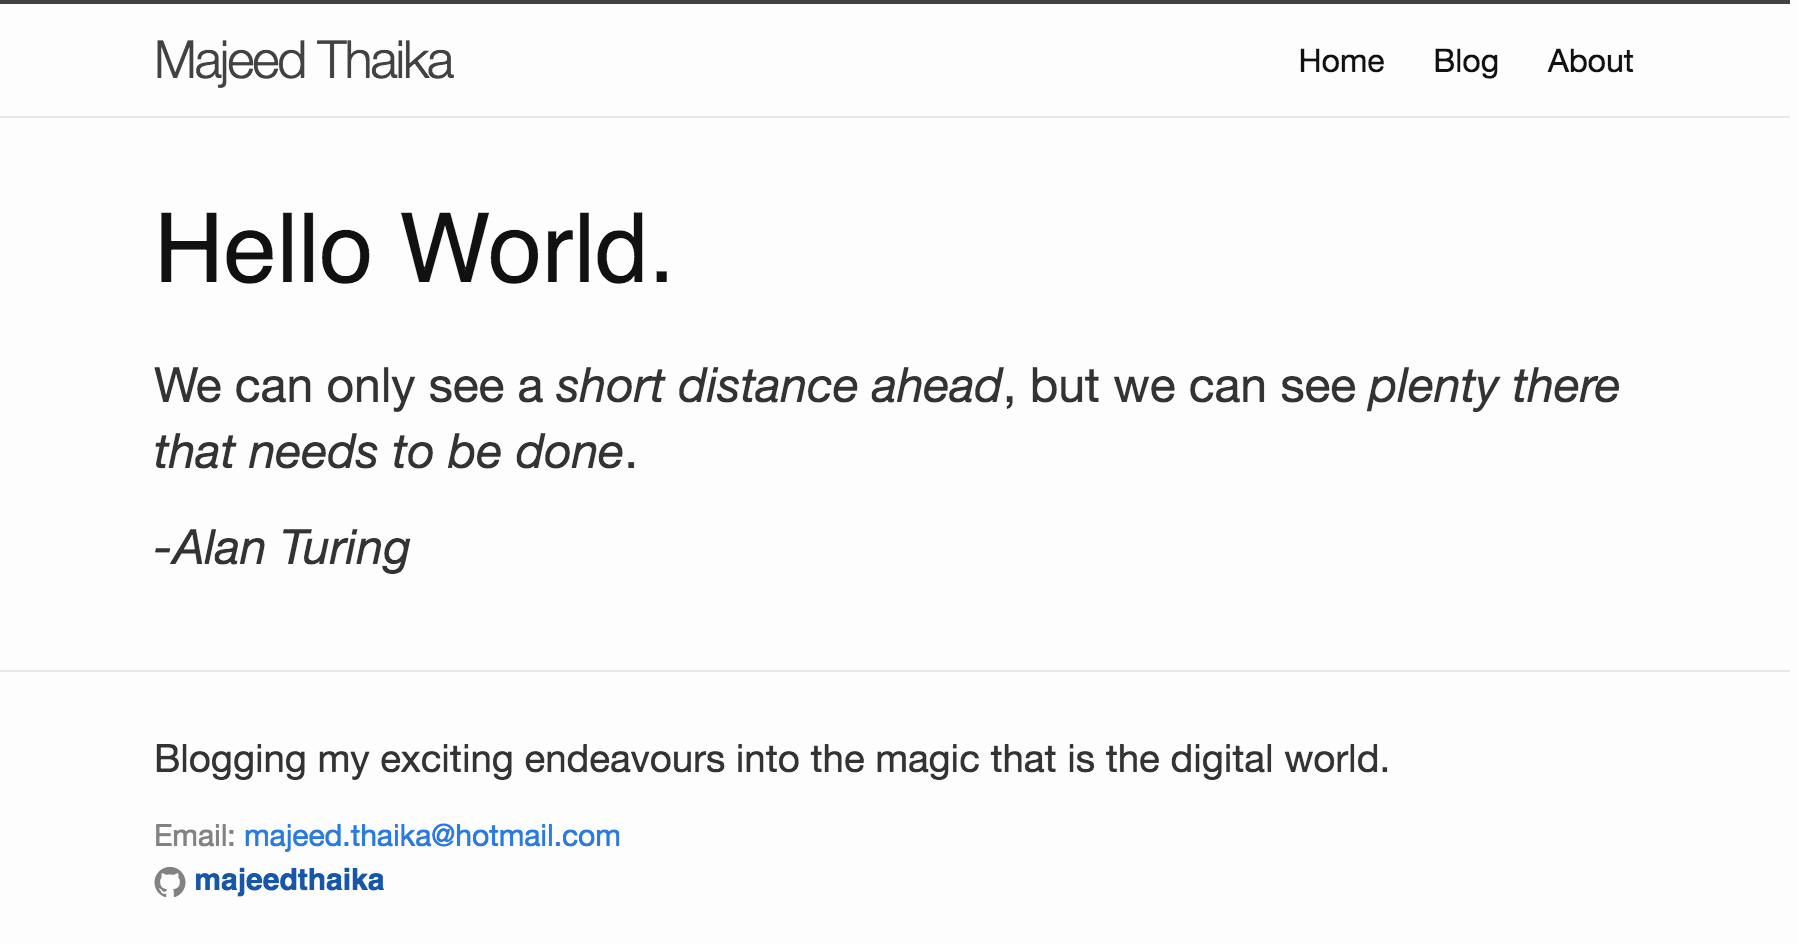 Majeed Thaika
Home Blog About
Hello World.
We can only see a short distance ahead, but we can see plenty there
that needs to be done.
-Alan Turing
Blogging my exciting endeavours into the magic that is the digital world.
Email: majeed.thaika@hotmail.com
majeedthaika